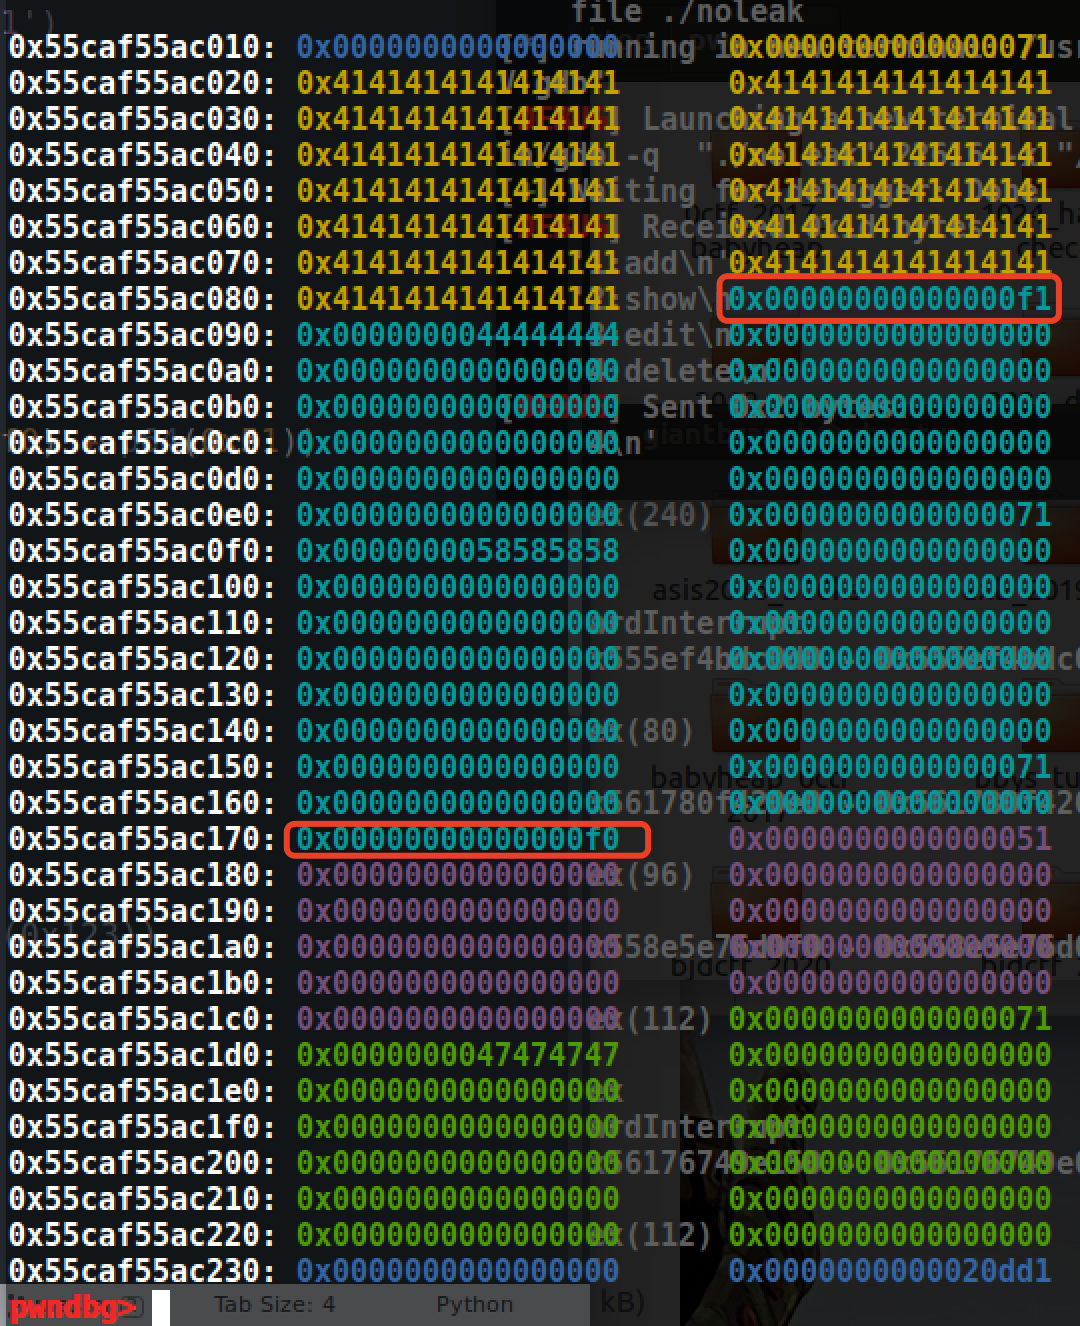 file ./noleak
0x55caf55ac010: 0x0000000000000000 0x0000000000000071
0x55caf55ac020: 0x4141414141414141 0x4141414141414141
0x55caf55ac030: 0x4141414141414141 0x4141414141414141
0x55caf55ac040: 0x4141414141414141 0x4141414141414141
0x55caf55ac050: 0x4141414141414141 0x4141414141414141
0x55caf55ac060: 0x4141414141414141 0x4141414141414141
0x55caf55ac070: 0x4141414141414141 0x4141414141414141
0x55caf55ac080: 0x4141414141414141 0x00000000000000f1
0x55caf55ac090: 0x0000000044444444 0x0000000000000000
0x55caf55ac0a0: 0x0000000000000000 0x0000000000000000
0x55caf55ac0b0: 0x0000000000000000 0x0000000000000000
0x55caf55ac0c0: 0x0000000000000000 0x0000000000000000
0x55caf55ac0d0: 0x0000000000000000 0x0000000000000000
0x55caf55ac0e0: 0x0000000000000000 0x0000000000000071
0x55caf55ac0f0: 0x0000000058585858 0x0000000000000000
0x55caf55ac100: 0x0000000000000000 0x0000000000000000
0x55caf55ac110: 0x0000000000000000 0x0000000000000000
0x55caf55ac120: 0x0000000000000000 0x0000000000000000
0x55caf55ac130: 0x0000000000000000 0x0000000000000000
0x55caf55ac140: 0x0000000000000000 0x0000000000000000
0x55caf55ac150: 0x0000000000000000 0x0000000000000071
0x55caf55ac160: 0x0000000000000000 0x0000000000000000
0x55caf55ac170: 0x00000000000000f0 0x0000000000000051
0x55caf55ac180: 0x0000000000000000 0x0000000000000000
0x55caf55ac190: 0x0000000000000000 0x0000000000000000
0x55caf55ac1a0: 0x0000000000000000 0x0000000000000000
0x55caf55ac1b0: 0x0000000000000000 0x0000000000000000
0x55caf55ac1c0: 0x0000000000000000 0x0000000000000071
0x55caf55ac1d0: 0x0000000047474747 0x0000000000000000
0x55caf55ac1e0: 0x0000000000000000 0x0000000000000000
0x55caf55ac1f0: 0x0000000000000000 0x0000000000000000
0x55caf55ac200: 0x0000000000000000 0x0000000000000000
0x55caf55ac210: 0x0000000000000000 0x0000000000000000
0x55caf55ac220: 0x0000000000000000 0x0000000000000000
0x55caf55ac230: 0x0000000000000000 0x0000000000020dd1
pwndbg> Tab Size: 4 Python kB)